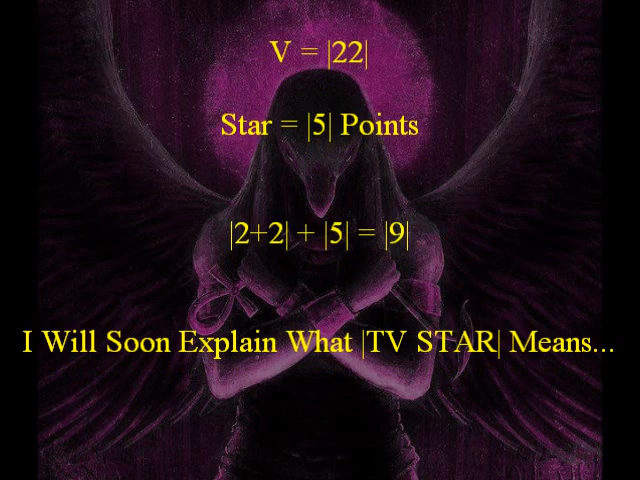 V = |22|
Star = |5| Points
|2+2| + |5| = |9|
I Will Soon Explain What |TV STAR| Means...